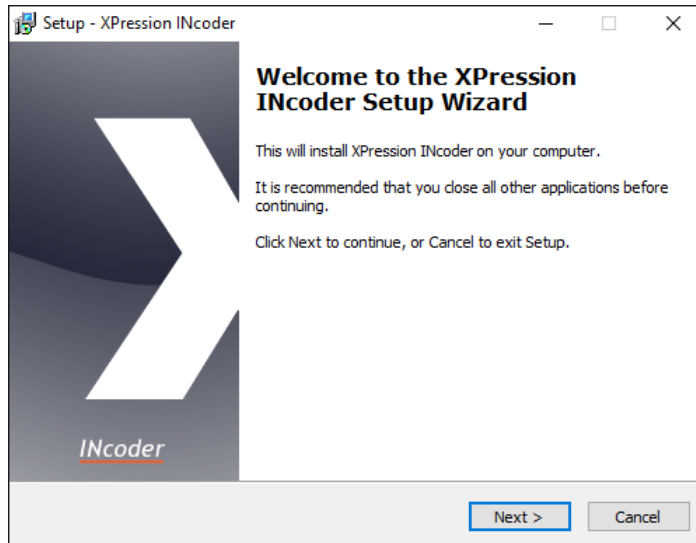 Setup - XPression INcoder
Welcome to the XPression
INcoder Setup Wizard
This will install XPression INcoder on your computer.
It is recommended that you close all other applications before
continuing.
Click Next to continue, or Cancel to exit Setup.
INcoder
Next >
Cancel